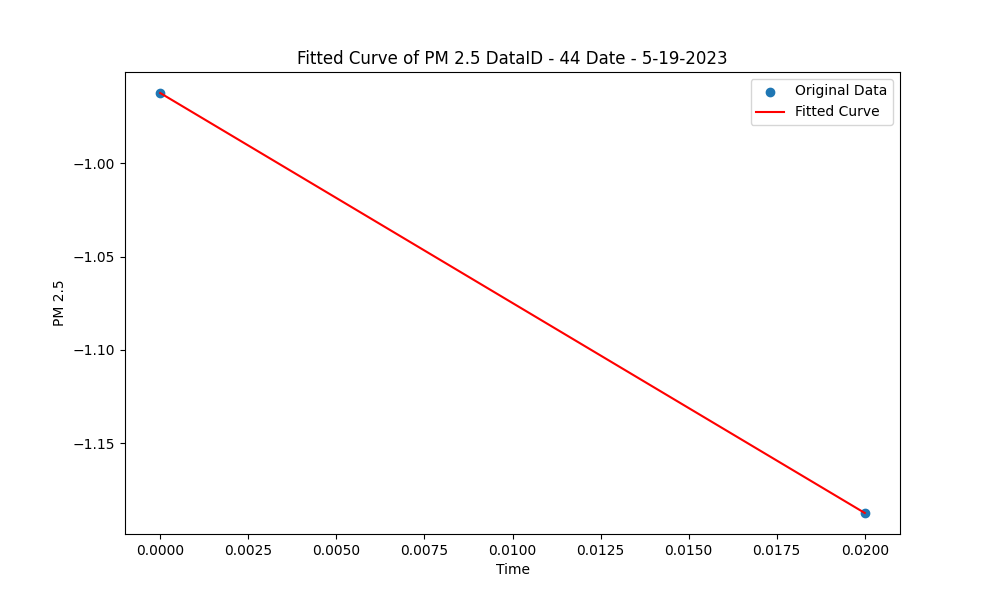 Fitted Curve of PM 2.5 DataID - 44 Date - 5-19-2023
Original Data
Fitted Curve
−1.00
−1.05
−1.10
−1.15
PM 2.5
0.0000 0.0025 0.0050 0.0075 0.0100 0.0125 0.0150 0.0175 0.0200
Time